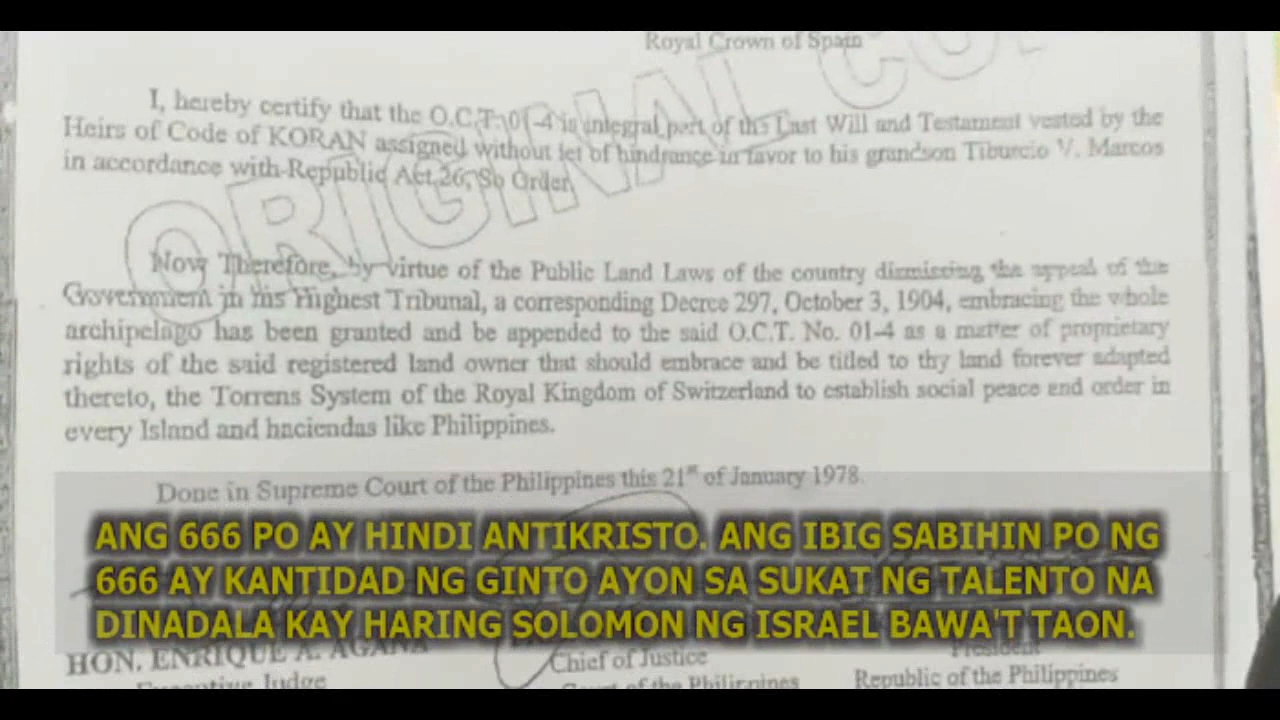 Royal Crown of Spain
I, hereby certify that the O.C.T. 01-4 is integral part of ths Last Will and Testament vested by the
Heirs of Code of KORAN assigned without let of hindrance in favor to his grandson Tiburcio V. Marcos
in accordance with Republic Act 26, So Order.
ORIGINAL
Now Therefore, by virtue of the Public Land Laws of the country dismissing the appeal of the
Government in his Highest Tribunal, a corresponding Decree 297, October 3, 1904, embracing the whole
archipelago has been granted and be appended to the said O.C.T. No. 01-4 as a matter of proprietary
rights of the said registered land owner that should embrace and be titled to thy land forever adapted
thereto, the Torrens System of the Royal Kingdom of Switzerland to establish social peace and order in
every Island and haciendas like Philippines.
Done in Supreme Court of the Philippines this 21st of January 1978.
ANG 666 PO AY HINDI ANTIKRISTO. ANG IBIG SABIHIN PO NG
666 AY KANTIDAD NG GINTO AYON SA SUKAT NG TALENTO NA
DINADALA KAY HARING SOLOMON NG ISRAEL BAWA'T TAON.
HON. ENRIQUE A. AGANA Chief of Justice President
Executive Judge Court of the Philippines Republic of the Philippines